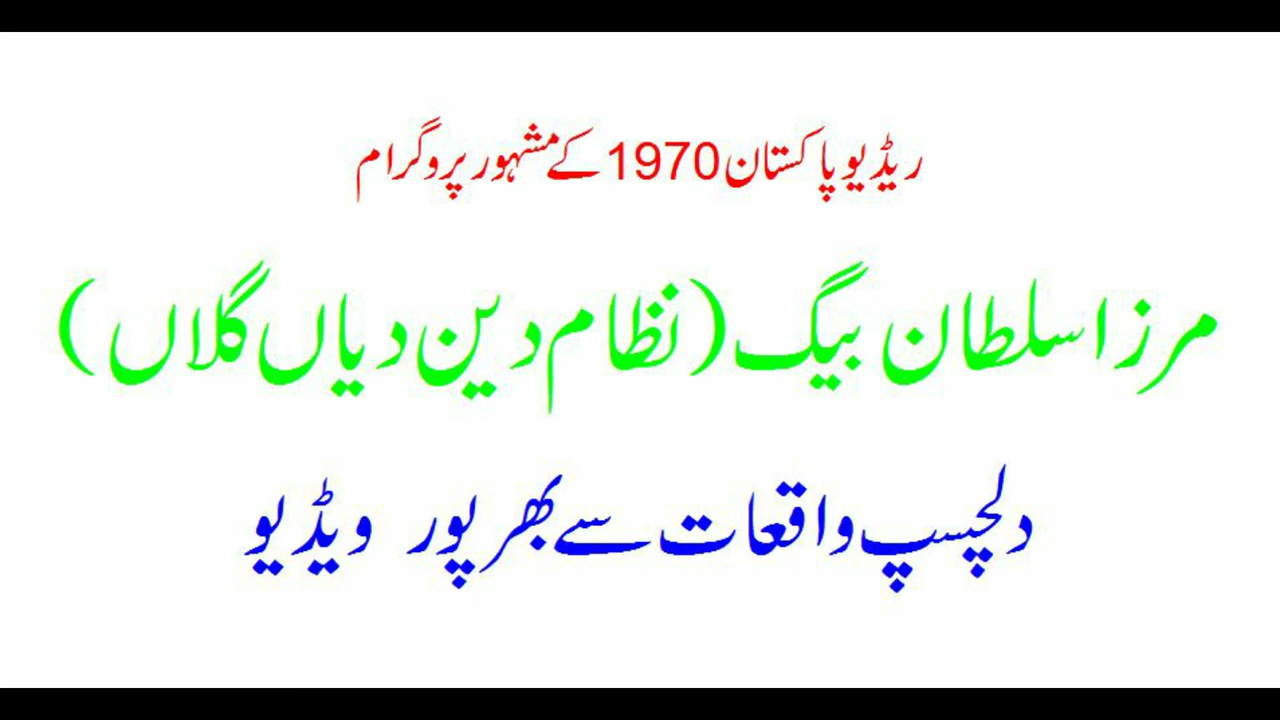 ریڈیو پاکستان 1970 کے مشہور پروگرام
مرزا سلطان بیگ (نظام دین دیاں گلاں)
دلچسپ واقعات سے بھرپور ویڈیو